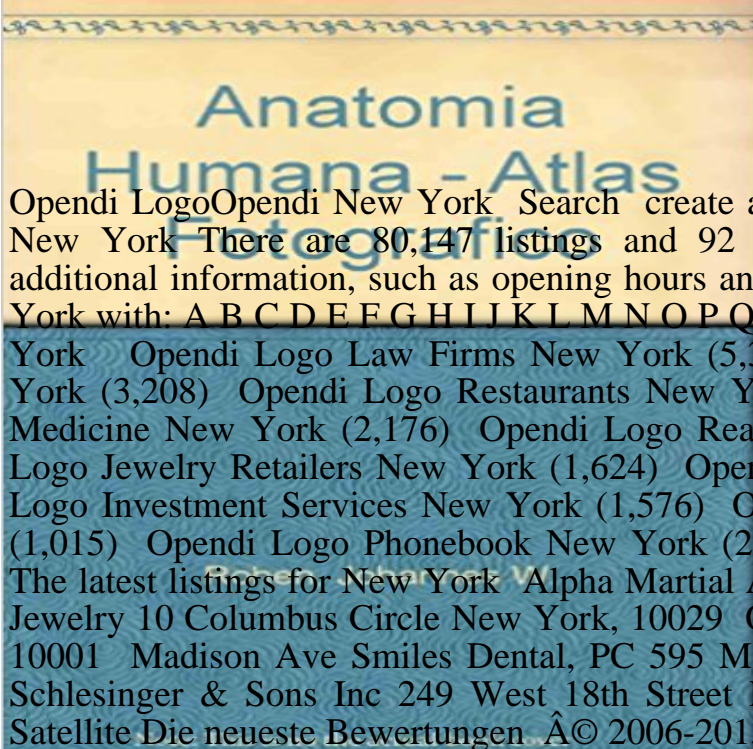 Anatomia
Humana - Atlas
Fotografico
Opendi LogoOpendi New York Search create a
New York There are 80,147 listings and 92
additional information, such as opening hours an
York with: A B C D E F G H I J K L M N O P Q
York Opendi Logo Law Firms New York (5,
York (3,208) Opendi Logo Restaurants New Y
Medicine New York (2,176) Opendi Logo Rea
Logo Jewelry Retailers New York (1,624) Oper
Logo Investment Services New York (1,576) O
(1,015) Opendi Logo Phonebook New York (2
The latest listings for New York Alpha Martial
Jewelry 10 Columbus Circle New York, 10029
10001 Madison Ave Smiles Dental, PC 595 M
Schlesinger & Sons Inc 249 West 18th Street
Satellite Die neueste Bewertungen Â© 2006-201